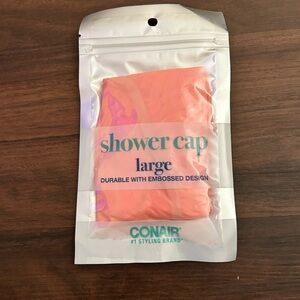 shower cap
large
DURABLE WITH EMBOSSED DESIGN
CONAIR
#1 STYLING BRAND